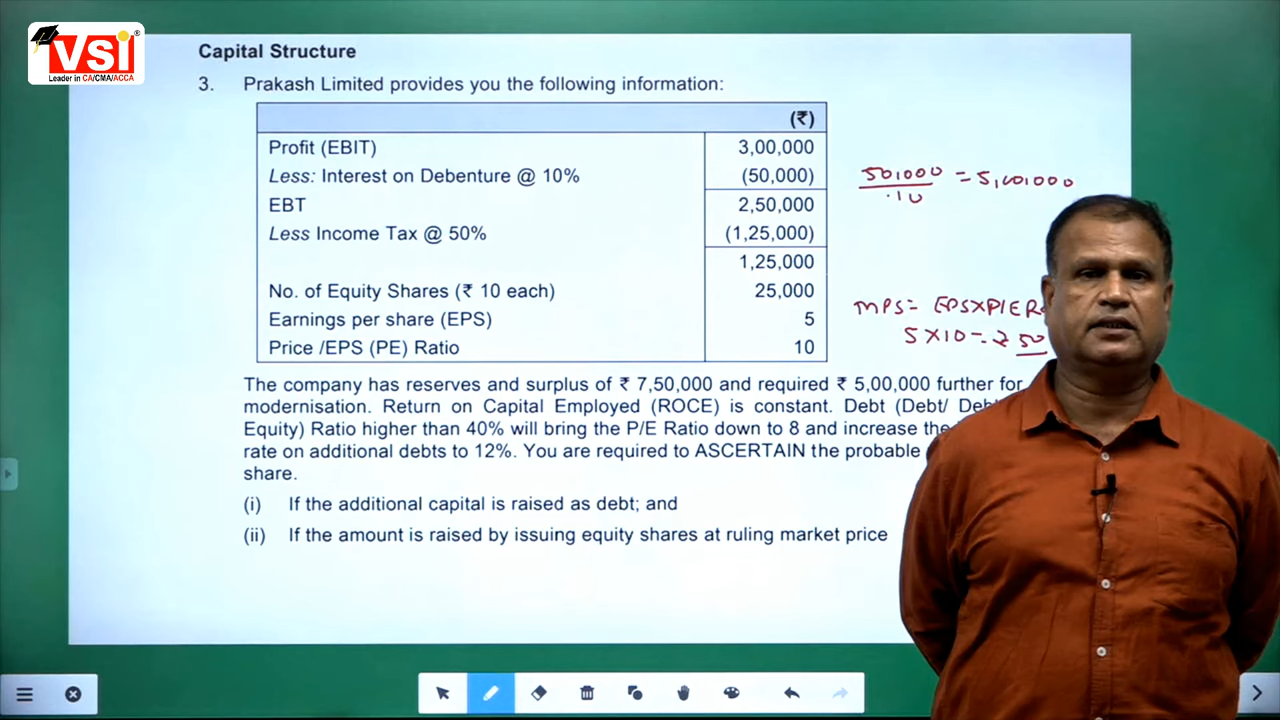 VSI
®
Leader in CA/CMA/ACCA
Capital Structure
3. Prakash Limited provides you the following information:
(₹)
Profit (EBIT) 3,00,000
Less: Interest on Debenture @ 10% (50,000)
EBT 2,50,000
Less Income Tax @ 50% (1,25,000)
1,25,000
No. of Equity Shares (₹ 10 each) 25,000
Earnings per share (EPS) 5
Price /EPS (PE) Ratio 10
50,000
.10
= 5,00,000
MPS= EPSXP/ER
5 X 10 = ₹ 50
The company has reserves and surplus of ₹ 7,50,000 and required ₹ 5,00,000 further for
modernisation. Return on Capital Employed (ROCE) is constant. Debt (Debt/
Equity) Ratio higher than 40% will bring the P/E Ratio down to 8 and increase the
rate on additional debts to 12%. You are required to ASCERTAIN the probable
share.
(i) If the additional capital is raised as debt; and
(ii) If the amount is raised by issuing equity shares at ruling market price